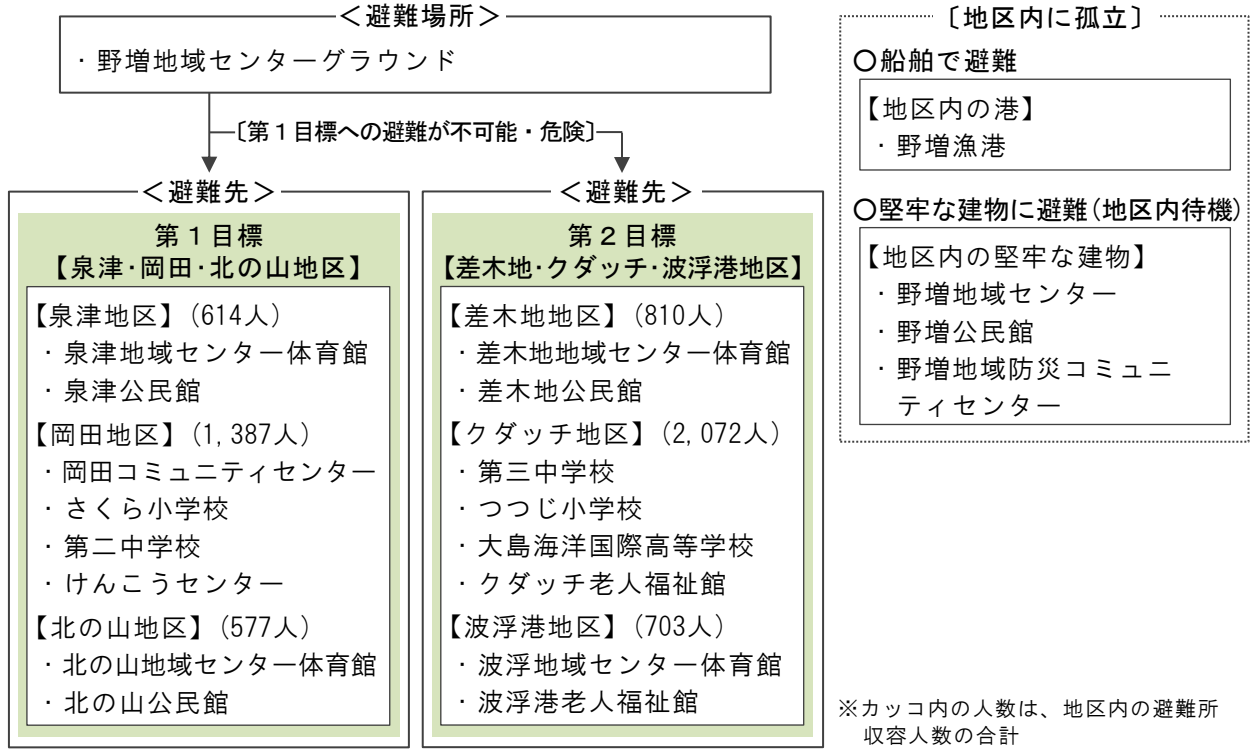 ＜避難場所＞
・野増地域センターグラウンド
〔第１目標への避難が不可能・危険〕
＜避難先＞
第１目標
【泉津・岡田・北の山地区】
【泉津地区】(614人)
・泉津地域センター体育館
・泉津公民館
【岡田地区】(1,387人)
・岡田コミュニティセンター
・さくら小学校
・第二中学校
・けんこうセンター
【北の山地区】(577人)
・北の山地域センター体育館
・北の山公民館
＜避難先＞
第２目標
【差木地・クダッチ・波浮港地区】
【差木地地区】(810人)
・差木地地域センター体育館
・差木地公民館
【クダッチ地区】(2,072人)
・第三中学校
・つつじ小学校
・大島海洋国際高等学校
・クダッチ老人福祉館
【波浮港地区】(703人)
・波浮地域センター体育館
・波浮港老人福祉館
〔地区内に孤立〕
○船舶で避難
【地区内の港】
・野増漁港
○堅牢な建物に避難(地区内待機)
【地区内の堅牢な建物】
・野増地域センター
・野増公民館
・野増地域防災コミュニ
ティセンター
※カッコ内の人数は、地区内の避難所
収容人数の合計